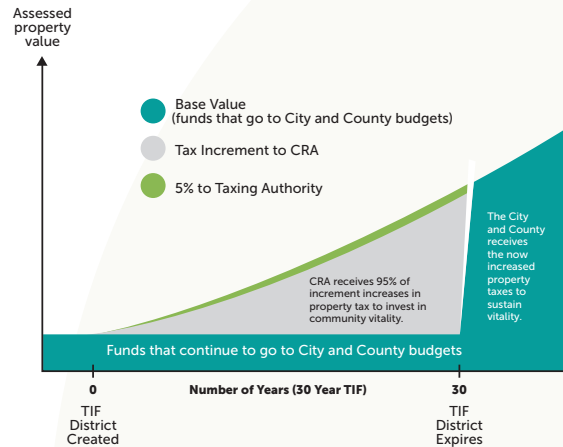 Assessed
property
value
Base Value
(funds that go to City and County budgets)
Tax Increment to CRA
5% to Taxing Authority
CRA receives 95% of
increment increases in
property tax to invest in
community vitality.
The City
and County
receives
the now
increased
property
taxes to
sustain
vitality.
Funds that continue to go to City and County budgets
0
Number of Years (30 Year TIF)
30
TIF
District
Created
TIF
District
Expires